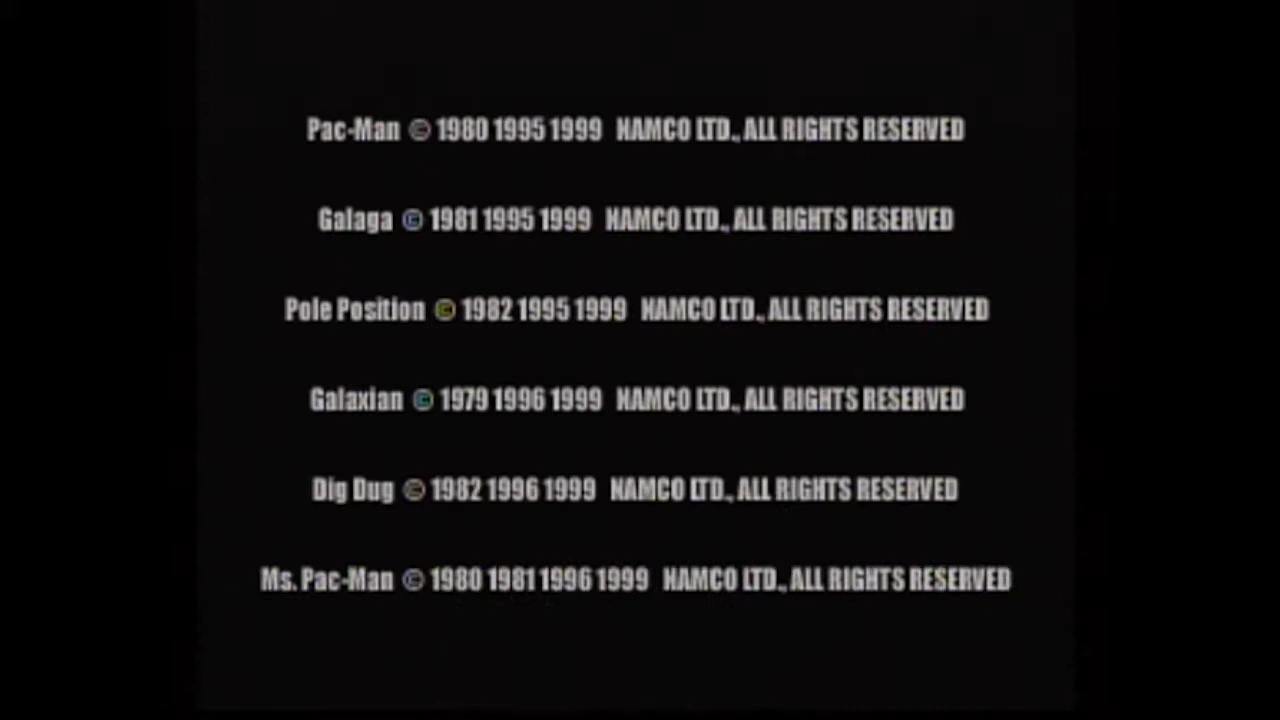 Pac-Man © 1980 1995 1999 NAMCO LTD., ALL RIGHTS RESERVED
Galaga © 1981 1995 1999 NAMCO LTD., ALL RIGHTS RESERVED
Pole Position © 1982 1995 1999 NAMCO LTD., ALL RIGHTS RESERVED
Galaxian © 1979 1996 1999 NAMCO LTD., ALL RIGHTS RESERVED
Dig Dug © 1982 1996 1999 NAMCO LTD., ALL RIGHTS RESERVED
Ms. Pac-Man © 1980 1981 1996 1999 NAMCO LTD., ALL RIGHTS RESERVED